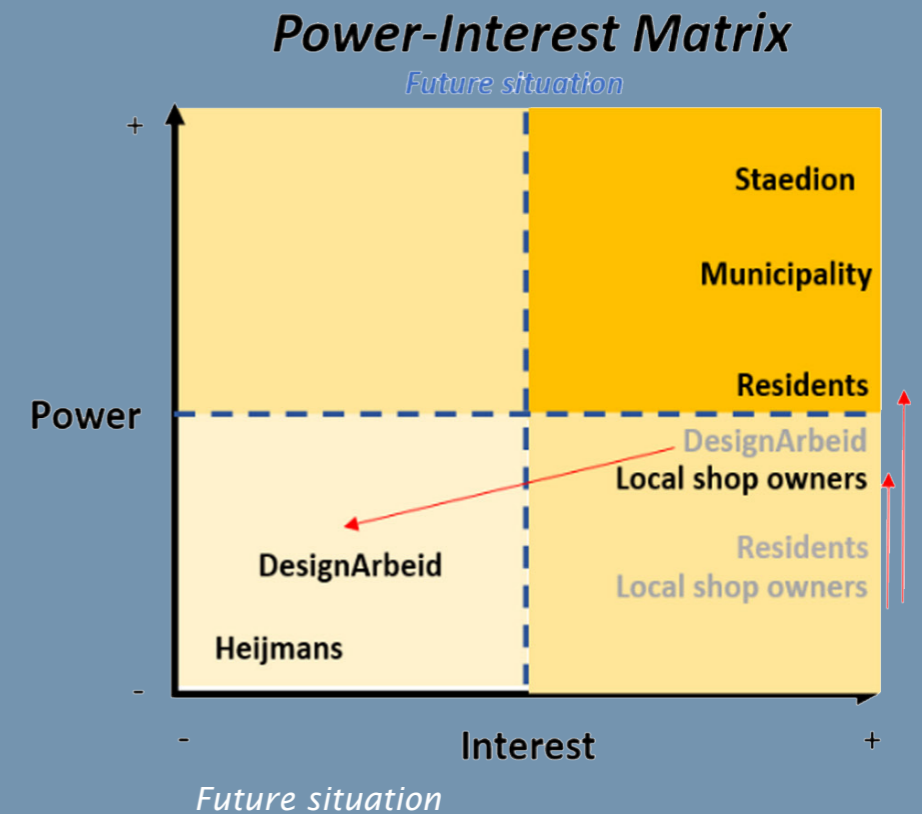 Power-Interest Matrix
Future situation
+
Staedion
Municipality
Residents
Power
DesignArbeid
Local shop owners
Residents
DesignArbeid
Local shop owners
Heijmans
-
-
Interest
+
Future situation